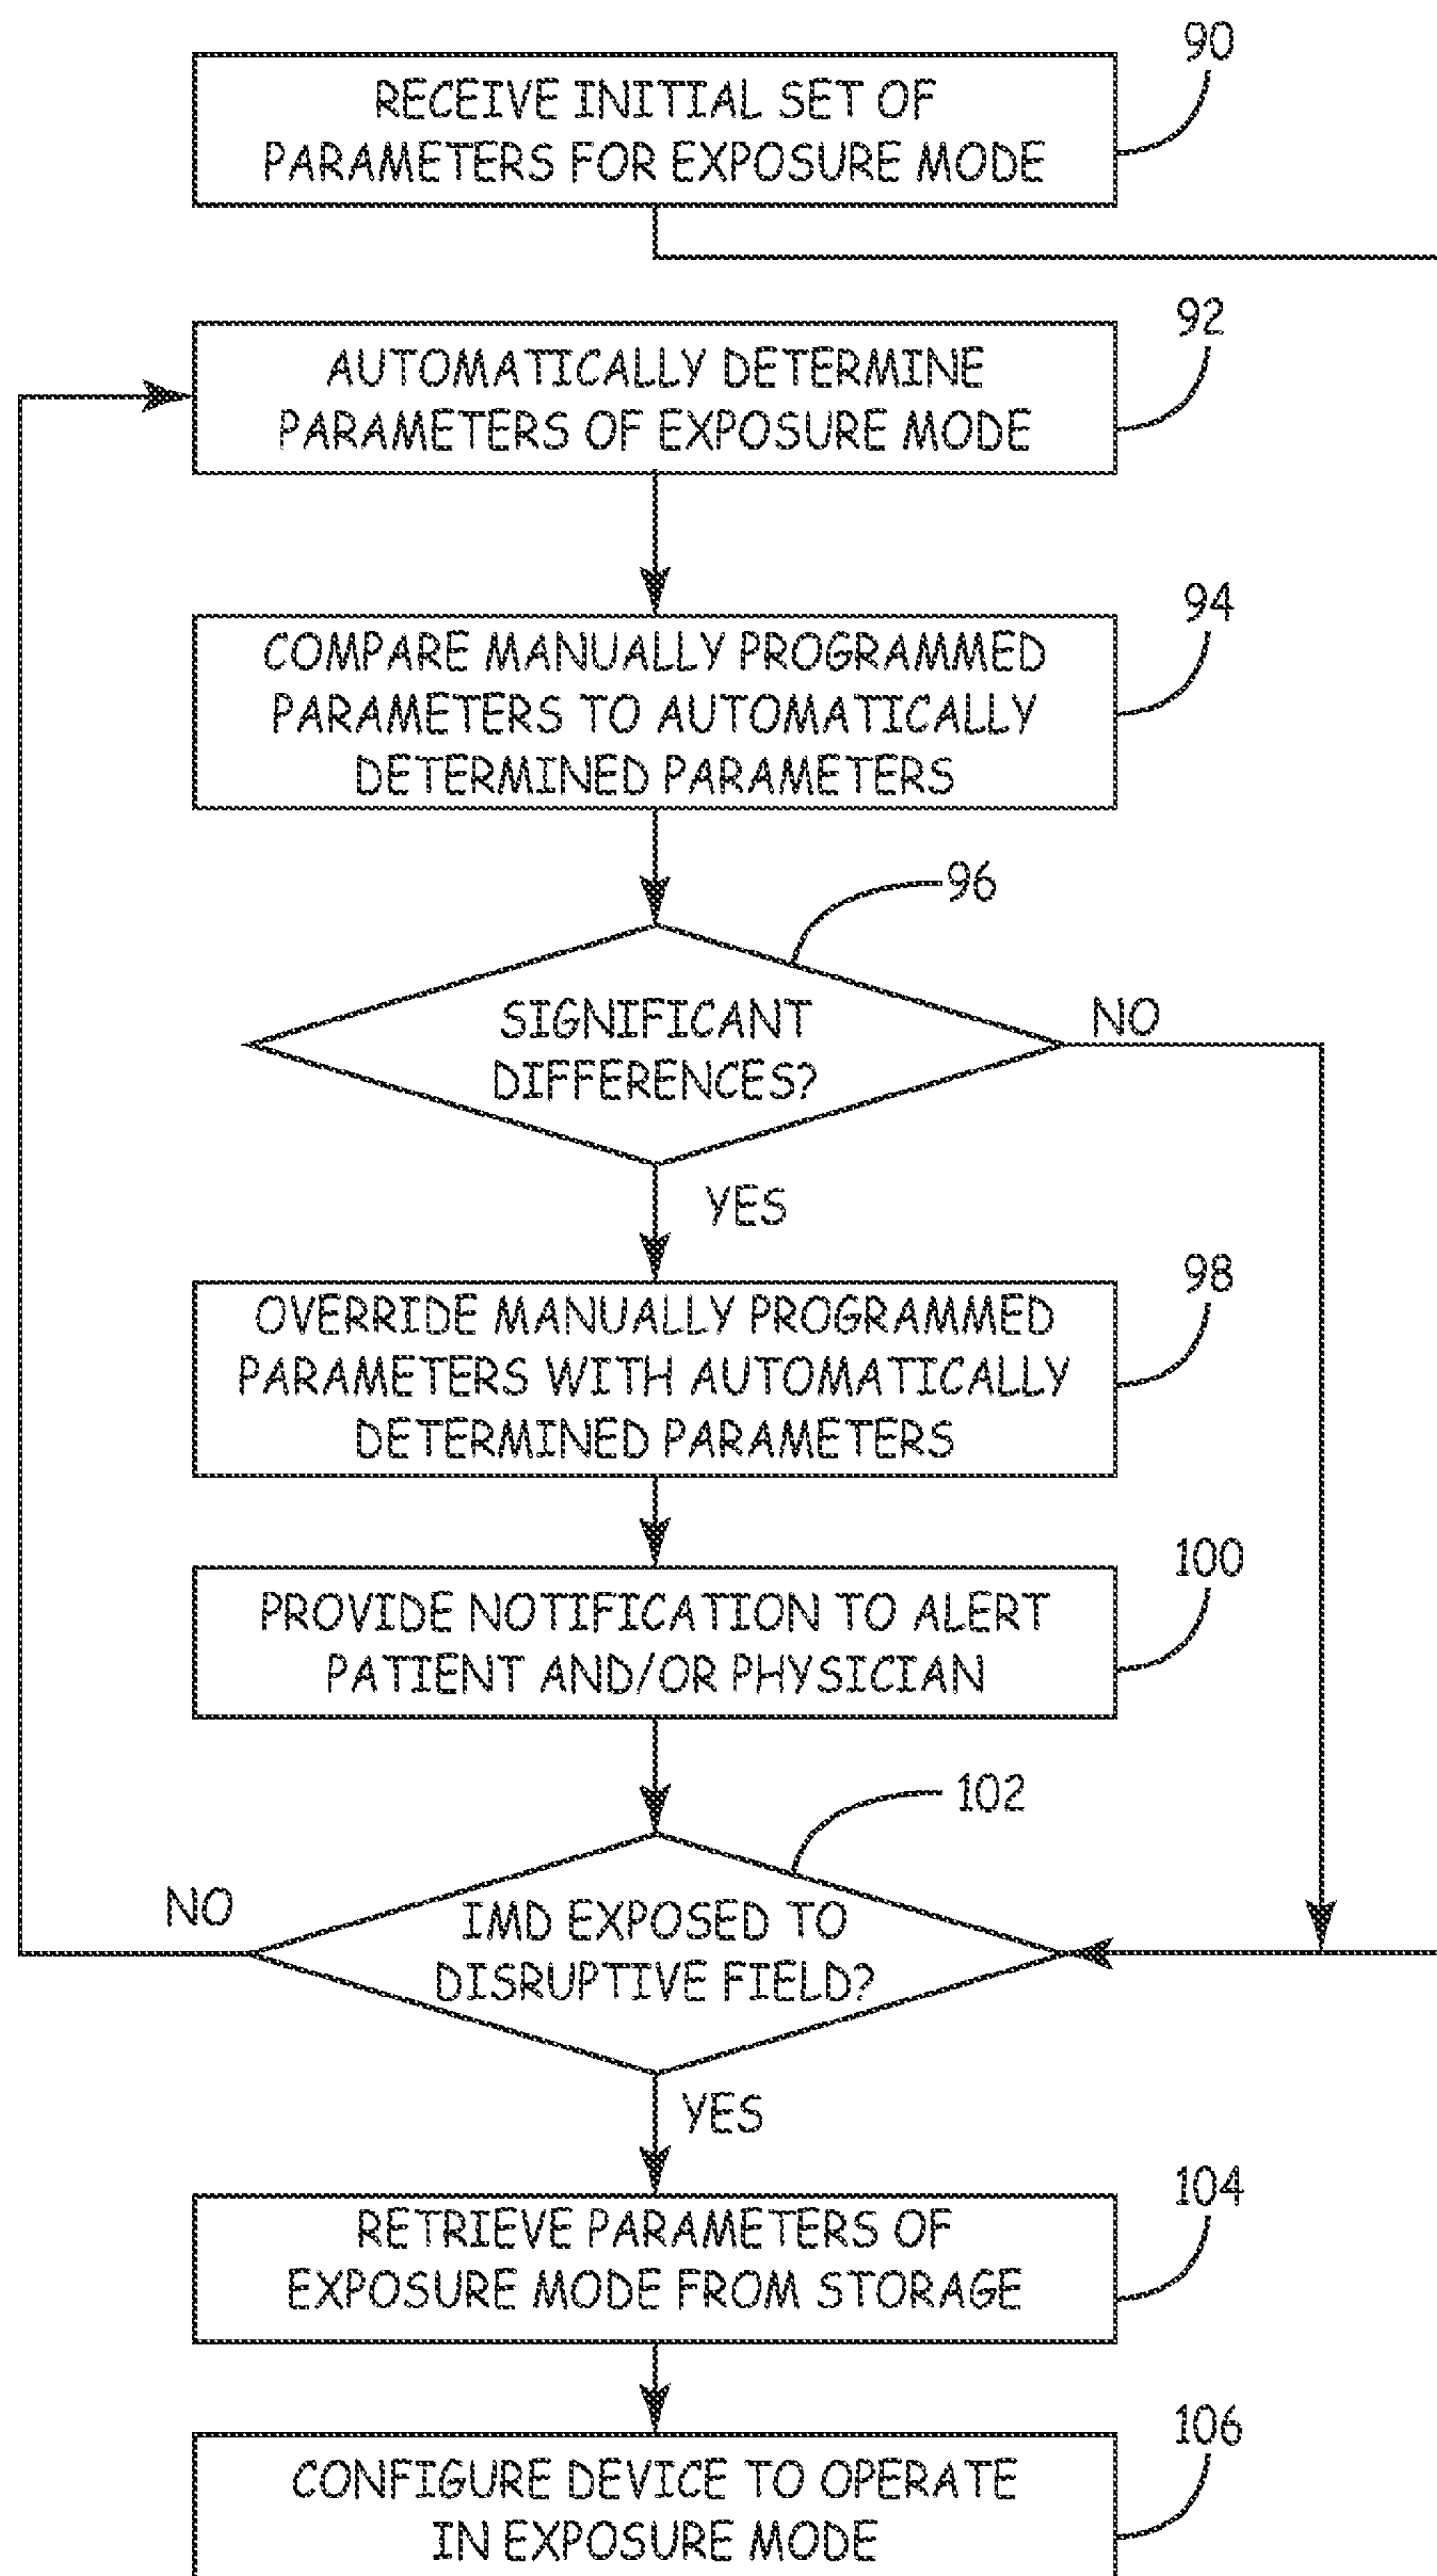 90
RECEIVE INITIAL SET OF
PARAMETERS FOR EXPOSURE MODE
92
AUTOMATICALLY DETERMINE
PARAMETERS OF EXPOSURE MODE
94
COMPARE MANUALLY PROGRAMMED
PARAMETERS TO AUTOMATICALLY
DETERMINED PARAMETERS
96
SIGNIFICANT
DIFFERENCES?
NO
YES
98
OVERRIDE MANUALLY PROGRAMMED
PARAMETERS WITH AUTOMATICALLY
DETERMINED PARAMETERS
100
PROVIDE NOTIFICATION TO ALERT
PATIENT AND/OR PHYSICIAN
102
IMD EXPOSED TO
DISRUPTIVE FIELD?
NO
YES
104
RETRIEVE PARAMETERS OF
EXPOSURE MODE FROM STORAGE
106
CONFIGURE DEVICE TO OPERATE
IN EXPOSURE MODE